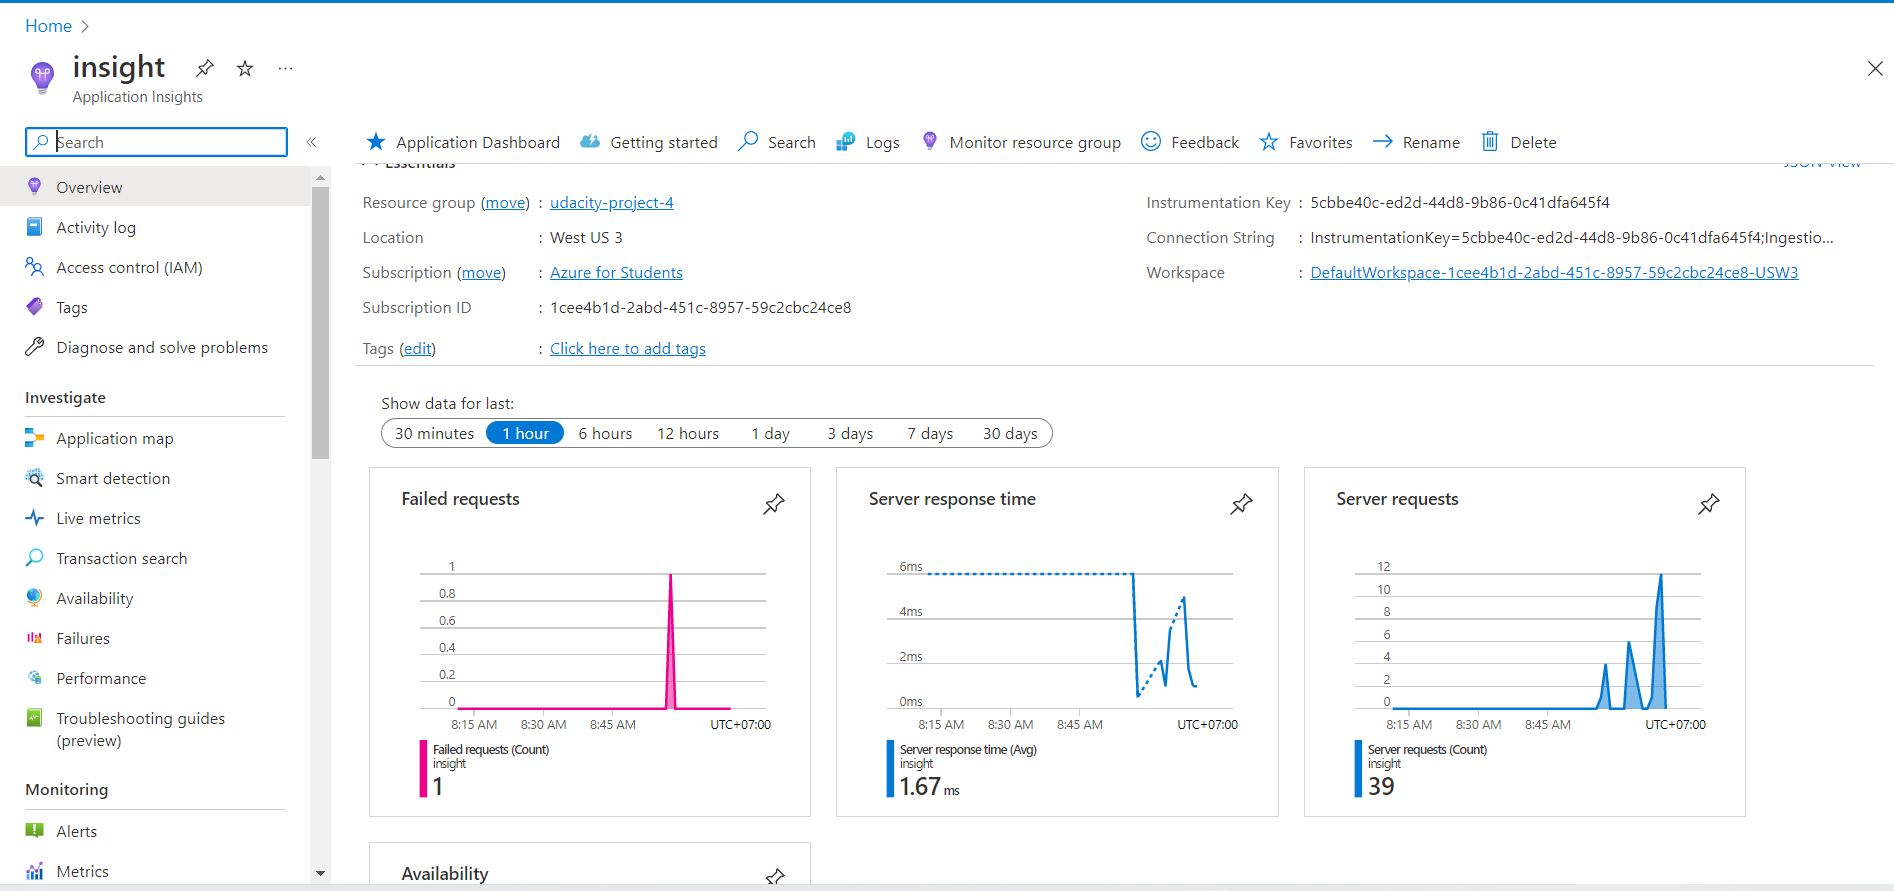 Home
insight
Application Insights
Search
Application Dashboard
Getting started
Search
Logs
Monitor resource group
Feedback
Favorites
Rename
Delete
Overview
Activity log
Access control (IAM)
Tags
Diagnose and solve problems
Investigate
Application map
Smart detection
Live metrics
Transaction search
Availability
Failures
Performance
Troubleshooting guides
(preview)
Monitoring
Alerts
Metrics
Essentials
JSON View
Resource group (move) : udacity-project-4
Location : West US 3
Subscription (move) : Azure for Students
Subscription ID : 1cee4b1d-2abd-451c-8957-59c2cbc24ce8
Tags (edit) : Click here to add tags
Instrumentation Key : 5cbbe40c-ed2d-44d8-9b86-0c41dfa645f4
Connection String : InstrumentationKey=5cbbe40c-ed2d-44d8-9b86-0c41dfa645f4;Ingestio...
Workspace : DefaultWorkspace-1cee4b1d-2abd-451c-8957-59c2cbc24ce8-USW3
Show data for last:
30 minutes 1 hour 6 hours 12 hours 1 day 3 days 7 days 30 days
Failed requests
1
0.8
0.6
0.4
0.2
0
8:15 AM 8:30 AM 8:45 AM UTC+07:00
Failed requests (Count)
insight
1
Server response time
6ms
4ms
2ms
0ms
8:15 AM 8:30 AM 8:45 AM UTC+07:00
Server response time (Avg)
insight
1.67 ms
Server requests
12
10
8
6
4
2
0
8:15 AM 8:30 AM 8:45 AM UTC+07:00
Server requests (Count)
insight
39
Availability